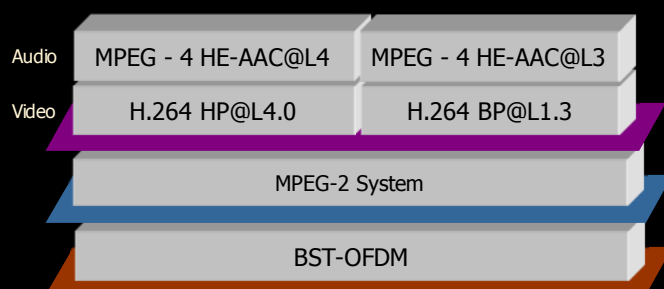 Audio MPEG - 4 HE-AAC@L4 MPEG - 4 HE-AAC@L3
Video H.264 HP@L4.0 H.264 BP@L1.3
MPEG-2 System
BST-OFDM